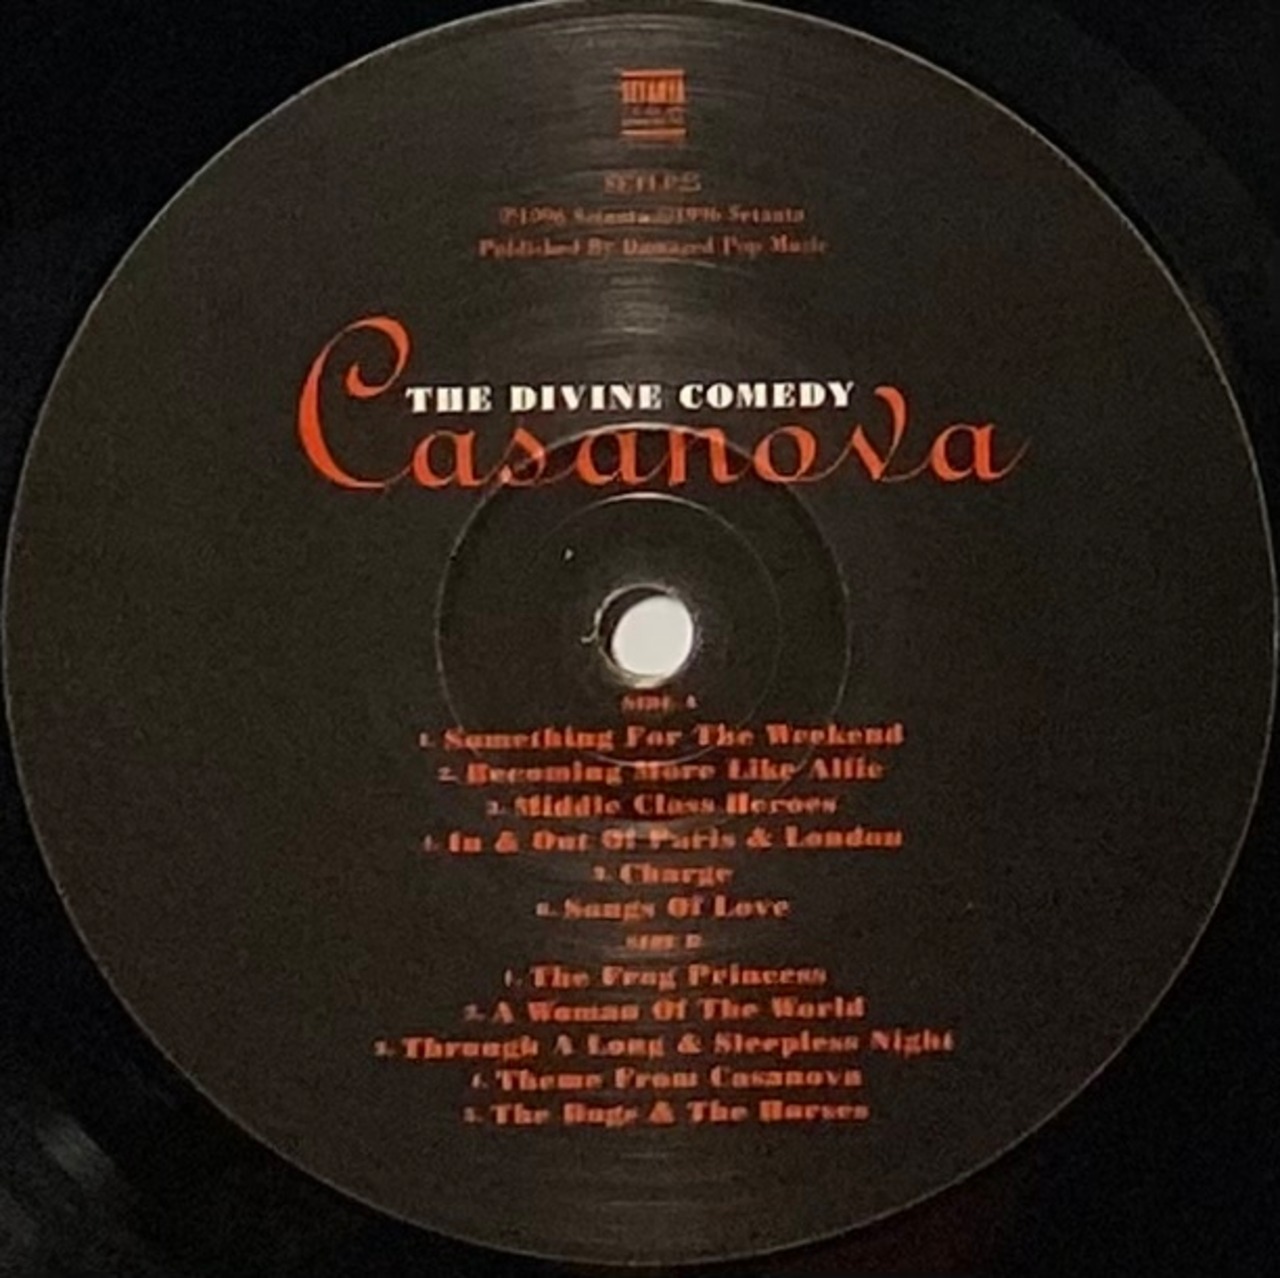 SETANTA
SETLP25
℗1996 Setanta ©1996 Setanta
Published By Damaged Pop Music
THE DIVINE COMEDY
Casanova
SIDE A
1. Something For The Weekend
2. Becoming More Like Alfie
3. Middle Class Heroes
4. In & Out Of Paris & London
5. Charge
6. Songs Of Love
SIDE B
1. The Frog Princess
2. A Woman Of The World
3. Through A Long & Sleepless Night
4. Theme From Casanova
5. The Dogs & The Horses